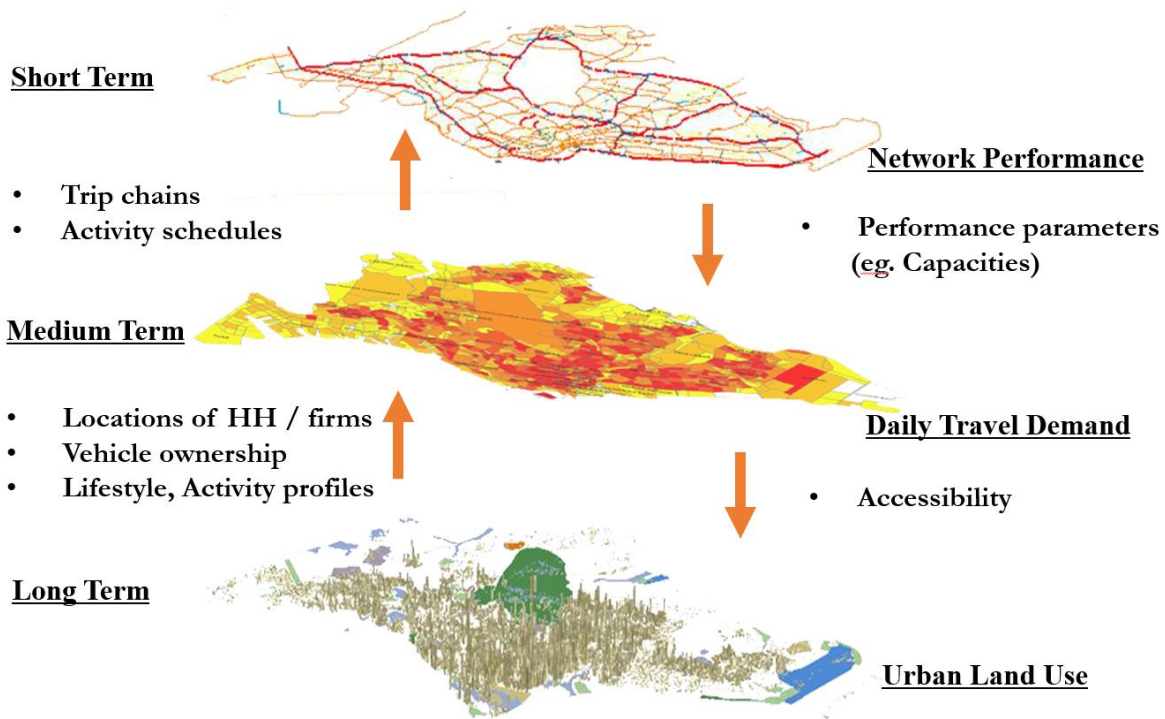 Short Term
Network Performance
• Trip chains
• Activity schedules
• Performance parameters
(eg. Capacities)
Medium Term
• Locations of HH / firms
• Vehicle ownership
• Lifestyle, Activity profiles
Daily Travel Demand
• Accessibility
Long Term
Urban Land Use